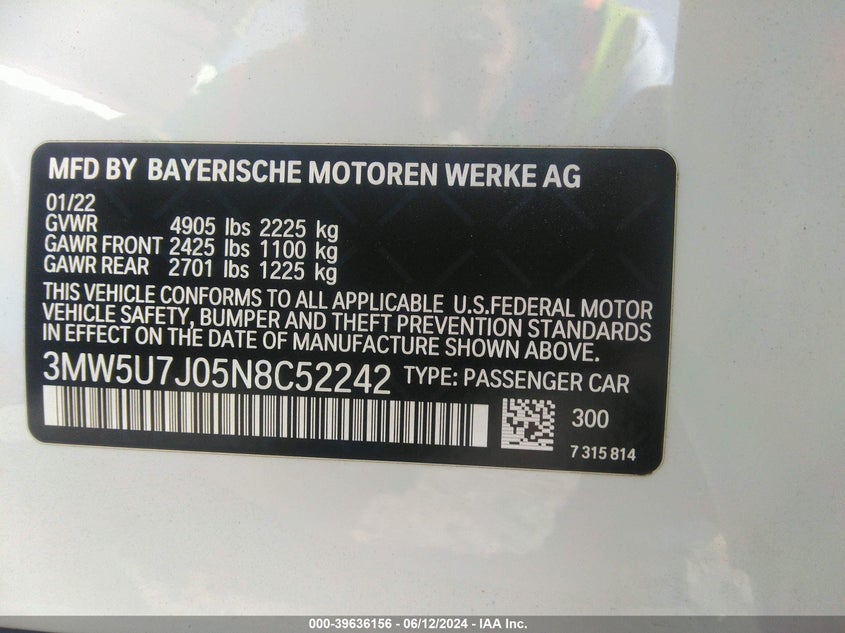 MFD BY BAYERISCHE MOTOREN WERKE AG
01/22
GVWR 4905 lbs 2225 kg
GAWR FRONT 2425 lbs 1100 kg
GAWR REAR 2701 lbs 1225 kg
THIS VEHICLE CONFORMS TO ALL APPLICABLE U.S.FEDERAL MOTOR
VEHICLE SAFETY, BUMPER AND THEFT PREVENTION STANDARDS
IN EFFECT ON THE DATE OF MANUFACTURE SHOWN ABOVE.
3MW5U7J05N8C52242 TYPE: PASSENGER CAR
300
7 315 814
000-39636156 - 06/12/2024 - IAA Inc.